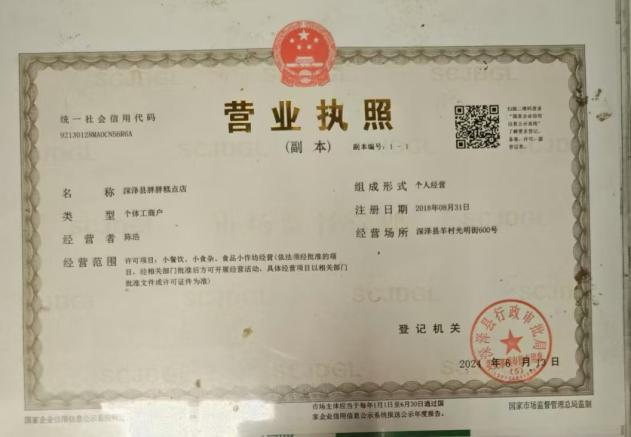 统一社会信用代码
92130128MA0CN56R6A
营业执照
(副本)
副本编号：1-1
扫描二维码登录
“国家企业信用
信息公示系统”
了解更多登记、
备案、许可、监
管信息。
名称 深泽县胖胖糕点店
类型 个体工商户
经营者 陈浩
经营范围 许可项目：小餐饮、小食杂、食品小作坊经营(依法须经批准的项
目，经相关部门批准后方可开展经营活动，具体经营项目以相关部门
批准文件或许可证件为准)
组成形式 个人经营
注册日期 2018年08月31日
经营场所 深泽县羊村光明街600号
SCJDGL
登记机关
深泽县行政审批局
2024 年 6 月 13 日
国家企业信用信息公示系统网址
市场主体应当于每年1月1日至6月30日通过国
家企业信用信息公示系统报送公示年度报告。
国家市场监督管理总局监制